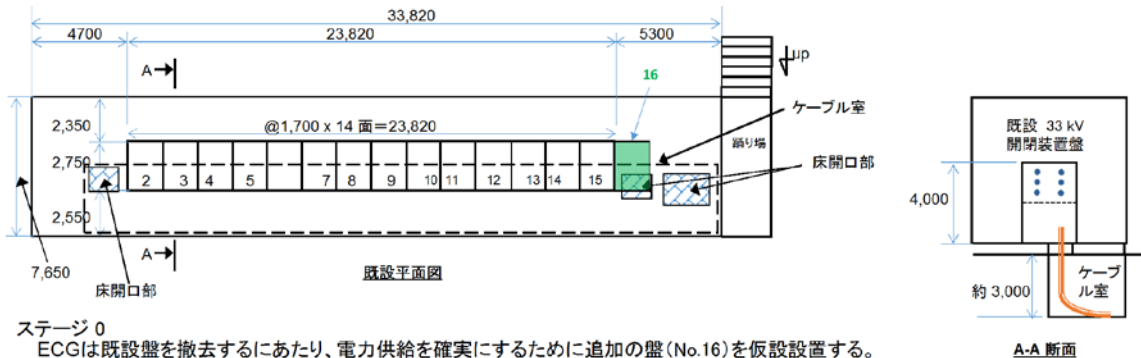 33,820
4700
23,820
5300
A
up
16
2,350
@1,700 x 14 面＝23,820
ケーブル室
既設 33 kV
開閉装置盤
踊り場
2,750
床開口部
2
3
4
5
7
8
9
10
11
12
13
14
15
4,000
2,550
A
7,650
床開口部
既設平面図
約 3,000
ケーブ
ル室
ステージ 0
ECGは既設盤を撤去するにあたり、電力供給を確実にするために追加の盤(No.16)を仮設設置する。
A-A 断面